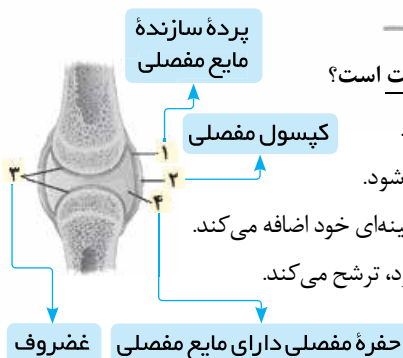 پردهٔ سازندهٔ
مایع مفصلی
ت است؟
کپسول مفصلی
۱
۲
۳
۴
شود.
ینه‌ای خود اضافه می‌کند.
د، ترشح می‌کند.
حفرهٔ مفصلی دارای مایع مفصلی
غضروف